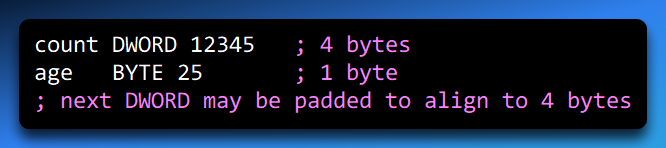 count DWORD 12345   ; 4 bytes
age   BYTE 25       ; 1 byte
; next DWORD may be padded to align to 4 bytes